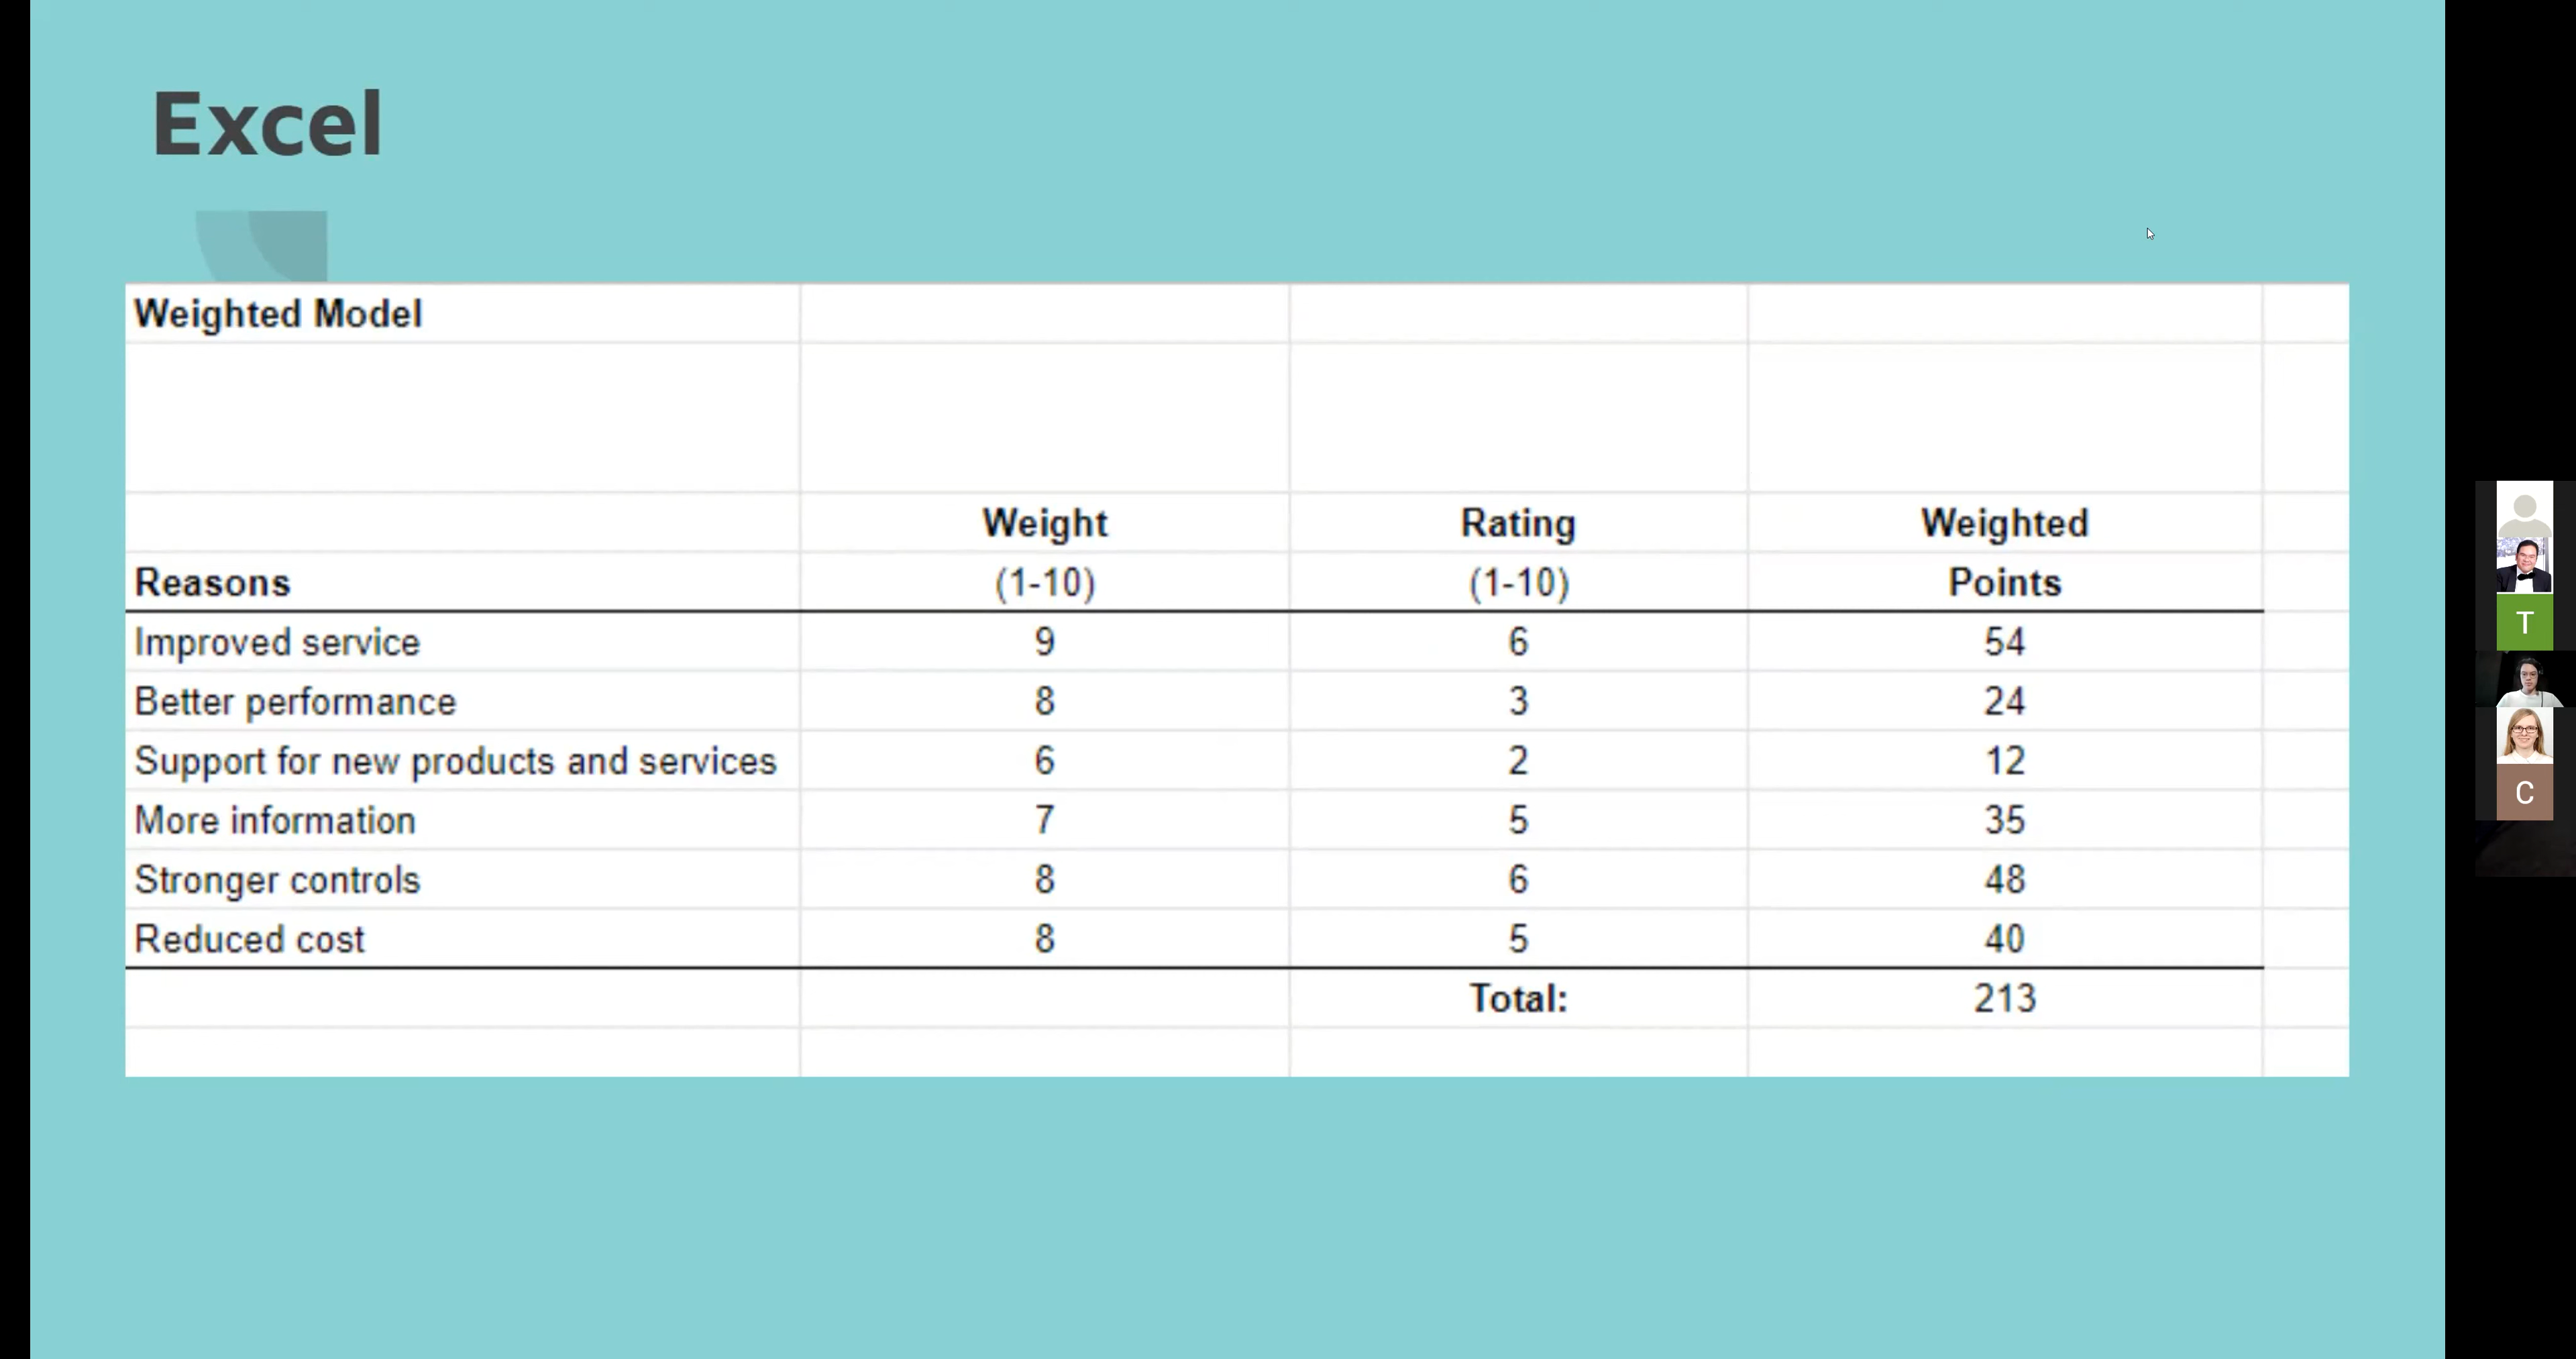 Excel
Weighted Model
Weight Rating Weighted
Reasons (1-10) (1-10) Points
Improved service 9 6 54
Better performance 8 3 24
Support for new products and services 6 2 12
More information 7 5 35
Stronger controls 8 6 48
Reduced cost 8 5 40
Total: 213
T
C